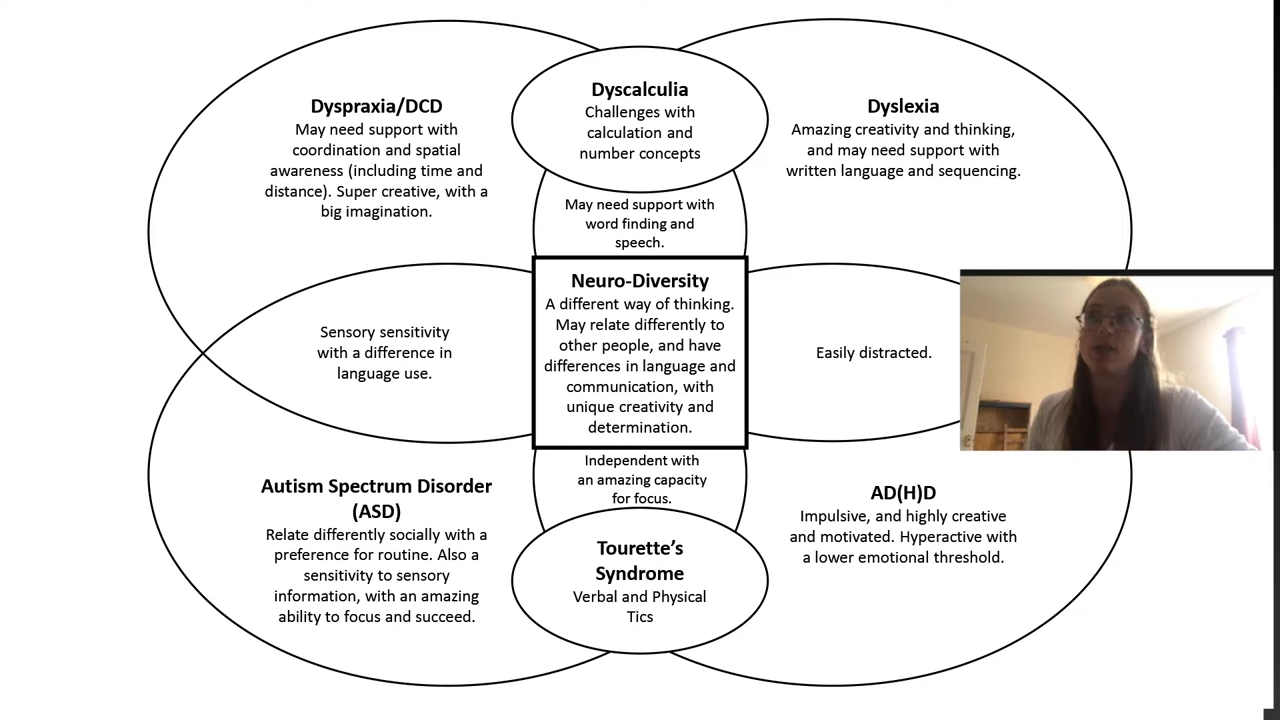 Dyspraxia/DCD
May need support with
coordination and spatial
awareness (including time and
distance). Super creative, with a
big imagination.
Dyscalculia
Challenges with
calculation and
number concepts
Dyslexia
Amazing creativity and thinking,
and may need support with
written language and sequencing.
May need support with
word finding and
speech.
Sensory sensitivity
with a difference in
language use.
Neuro-Diversity
A different way of thinking.
May relate differently to
other people, and have
differences in language and
communication, with
unique creativity and
determination.
Easily distracted.
Independent with
an amazing capacity
for focus.
Autism Spectrum Disorder
(ASD)
Relate differently socially with a
preference for routine. Also a
sensitivity to sensory
information, with an amazing
ability to focus and succeed.
Tourette’s
Syndrome
Verbal and Physical
Tics
AD(H)D
Impulsive, and highly creative
and motivated. Hyperactive with
a lower emotional threshold.